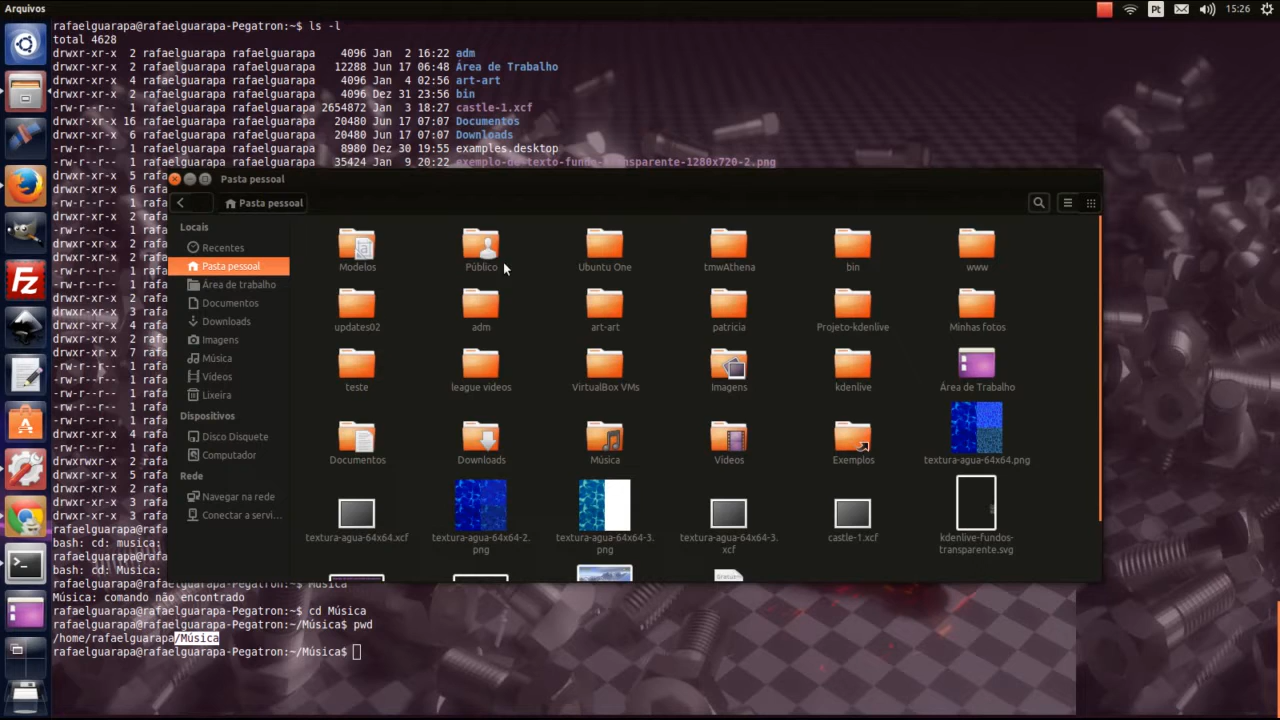 Arquivos
Pt
15:26
rafaelguarapa@rafaelguarapa-Pegatron:~$ ls -l
total 4628
drwxr-xr-x  2 rafaelguarapa rafaelguarapa    4096 Jan  2 16:22 adm
drwxr-xr-x  2 rafaelguarapa rafaelguarapa   12288 Jun 17 06:48 Área de Trabalho
drwxr-xr-x  4 rafaelguarapa rafaelguarapa    4096 Jan  4 02:56 art-art
drwxr-xr-x  2 rafaelguarapa rafaelguarapa    4096 Dez 31 23:56 bin
-rw-r--r--  1 rafaelguarapa rafaelguarapa 2654872 Jan  3 18:27 castle-1.xcf
drwxr-xr-x 16 rafaelguarapa rafaelguarapa   20480 Jun 17 07:07 Documentos
drwxr-xr-x  6 rafaelguarapa rafaelguarapa   20480 Jun 17 07:07 Downloads
-rw-r--r--  1 rafaelguarapa rafaelguarapa    8980 Dez 30 19:55 examples.desktop
-rw-r--r--  1 rafaelguarapa rafaelguarapa   35424 Jan  9 20:22 exemplo-de-texto-fundo-transparente-1280x720-2.png
Pasta pessoal
Pasta pessoal
Locais
Recentes
Pasta pessoal
Área de trabalho
Documentos
Downloads
Imagens
Música
Vídeos
Lixeira
Dispositivos
Disco Disquete
Computador
Rede
Navegar na rede
Conectar a servi...
Modelos
Público
Ubuntu One
tmwAthena
bin
www
updates02
adm
art-art
patricia
Projeto-kdenlive
Minhas fotos
teste
league videos
VirtualBox VMs
Imagens
kdenlive
Área de Trabalho
Documentos
Downloads
Música
Vídeos
Exemplos
textura-agua-64x64.png
textura-agua-64x64.xcf
textura-agua-64x64-2.
png
textura-agua-64x64-3.
png
textura-agua-64x64-3.
xcf
castle-1.xcf
kdenlive-fundos-
transparente.svg
bash: cd: musica:
bash: cd: Musica:
Música: comando não encontrado
rafaelguarapa@rafaelguarapa-Pegatron:~$ cd Música
rafaelguarapa@rafaelguarapa-Pegatron:~/Música$ pwd
/home/rafaelguarapa/Música
rafaelguarapa@rafaelguarapa-Pegatron:~/Música$